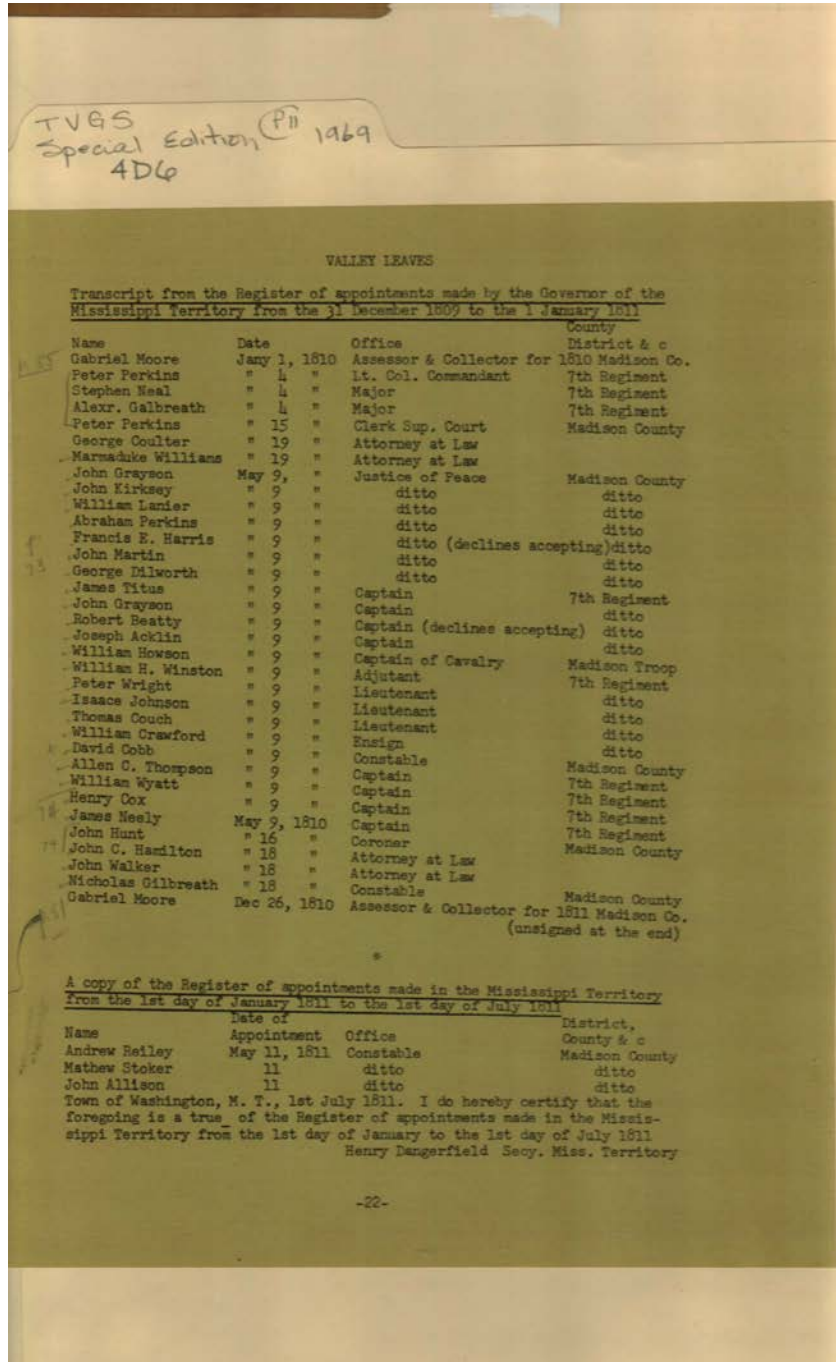 TVGS
Special Edition P11 1969
4D6
VALLEY LEAVES
Transcript from the Register of appointments made by the Governor of the
Mississippi Territory from the 31 December 1809 to the 1 January 1811
County
Name Date Office District & c
Gabriel Moore Jany 1, 1810 Assessor & Collector for 1810 Madison Co.
Peter Perkins " 4 " Lt. Col. Commandant 7th Regiment
Stephen Neal " 4 " Major 7th Regiment
Alexr. Galbreath " 4 " Major 7th Regiment
Peter Perkins " 15 " Clerk Sup. Court Madison County
George Coulter " 19 " Attorney at Law
Marmaduke Williams " 19 " Attorney at Law
John Grayson May 9, " Justice of Peace Madison County
John Kirksey " 9 " ditto ditto
William Lanier " 9 " ditto ditto
Abraham Perkins " 9 " ditto ditto
Francis E. Harris " 9 " ditto (declines accepting)ditto
John Martin " 9 " ditto ditto
George Dilworth " 9 " ditto ditto
James Titus " 9 " Captain 7th Regiment
John Grayson " 9 " Captain ditto
Robert Beatty " 9 " Captain (declines accepting) ditto
Joseph Acklin " 9 " Captain ditto
William Howson " 9 " Captain of Cavalry Madison Troop
William H. Winston " 9 " Adjutant 7th Regiment
Peter Wright " 9 " Lieutenant ditto
Isaace Johnson " 9 " Lieutenant ditto
Thomas Couch " 9 " Lieutenant ditto
William Crawford " 9 " Ensign ditto
David Cobb " 9 " Constable Madison County
Allen C. Thompson " 9 " Captain 7th Regiment
William Wyatt " 9 " Captain 7th Regiment
Henry Cox " 9 " Captain 7th Regiment
James Neely May 9, 1810 Captain 7th Regiment
John Hunt " 16 " Coroner Madison County
John C. Hamilton " 18 " Attorney at Law
John Walker " 18 " Attorney at Law
Nicholas Gilbreath " 18 " Constable Madison County
Gabriel Moore Dec 26, 1810 Assessor & Collector for 1811 Madison Co.
(unsigned at the end)
*
A copy of the Register of appointments made in the Mississippi Territory
from the 1st day of January 1811 to the 1st day of July 1811
Date of District,
Name Appointment Office County & c
Andrew Reiley May 11, 1811 Constable Madison County
Mathew Stoker 11 ditto ditto
John Allison 11 ditto ditto
Town of Washington, M. T., 1st July 1811. I do hereby certify that the
foregoing is a true_ of the Register of appointments made in the Missis-
sippi Territory from the 1st day of January to the 1st day of July 1811
Henry Dangerfield Secy. Miss. Territory
-22-